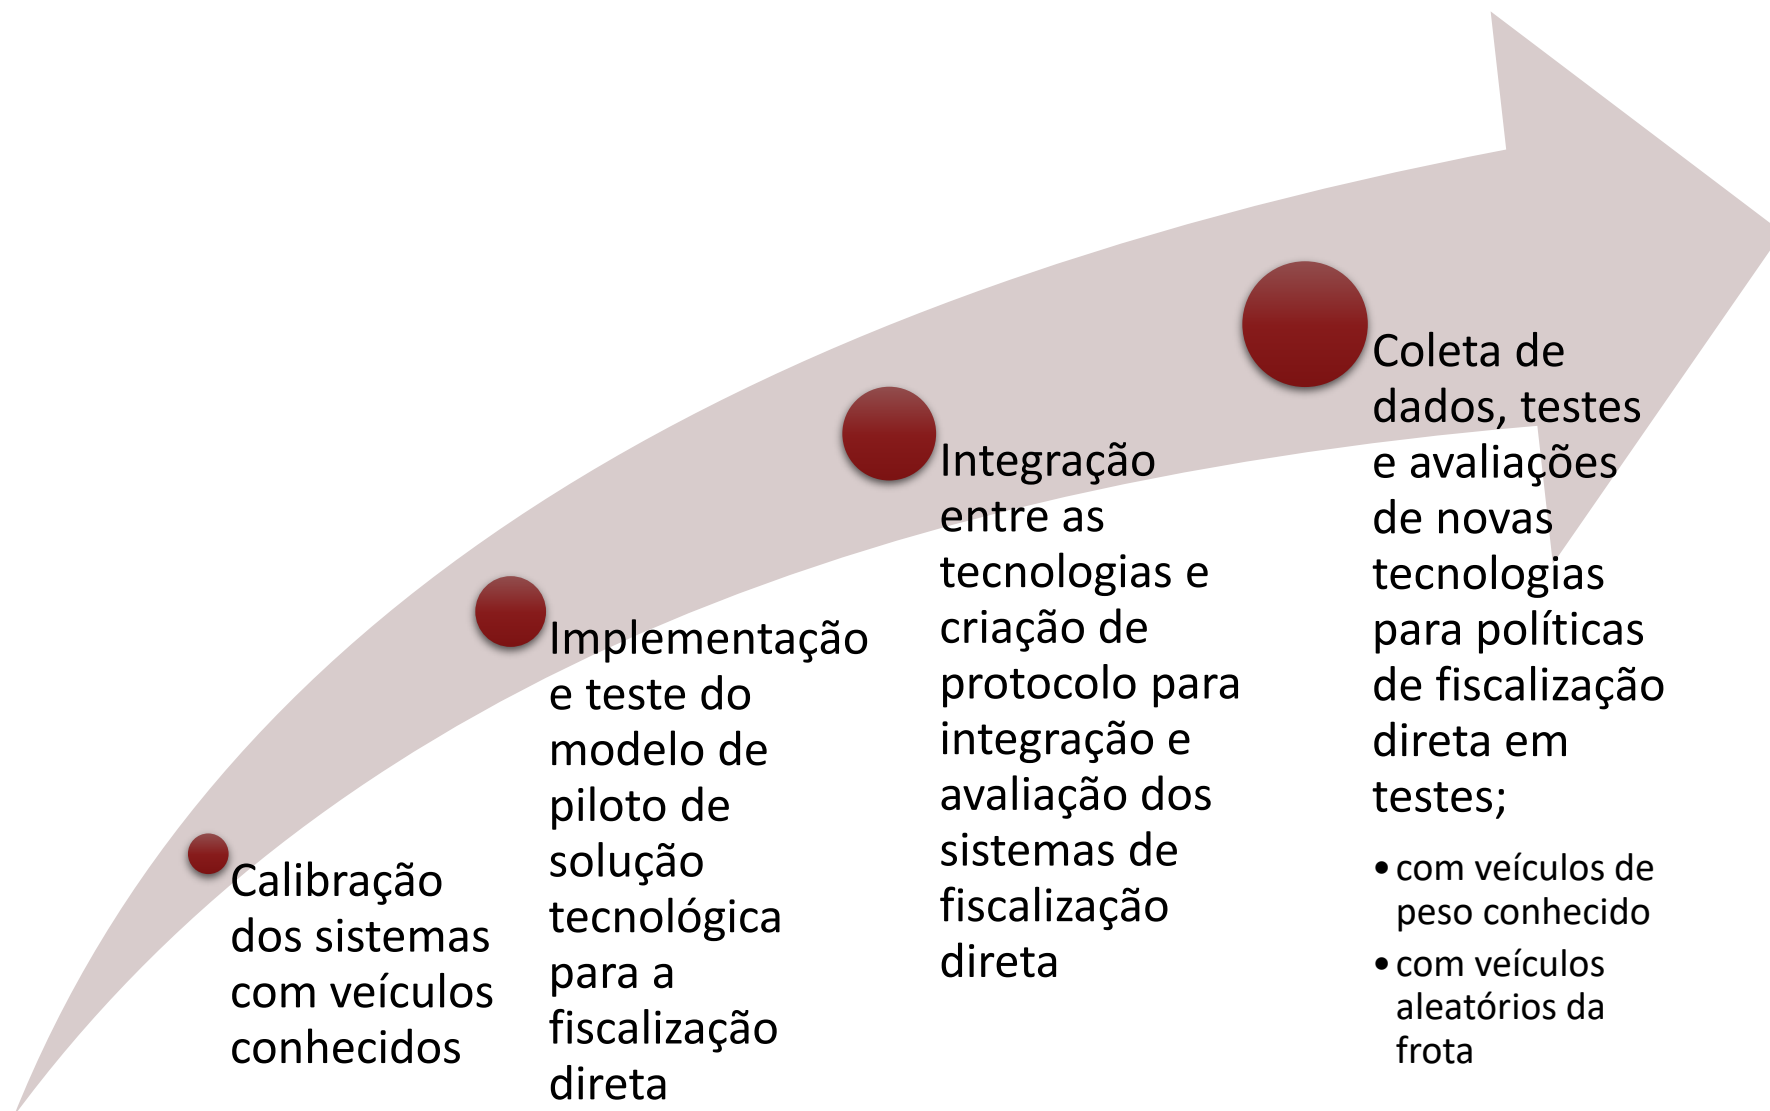 Calibração
dos sistemas
com veículos
conhecidos
Implementação
e teste do
modelo de
piloto de
solução
tecnológica
para a
fiscalização
direta
Integração
entre as
tecnologias e
criação de
protocolo para
integração e
avaliação dos
sistemas de
fiscalização
direta
Coleta de
dados, testes
e avaliações
de novas
tecnologias
para políticas
de fiscalização
direta em
testes;
•com veículos de
peso conhecido
•com veículos
aleatórios da
frota